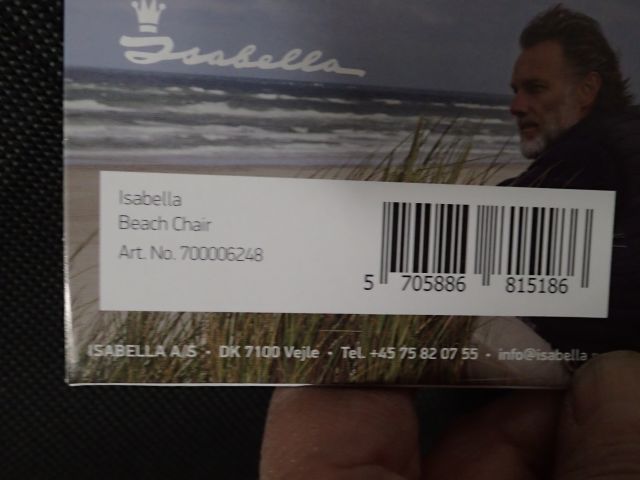 Isabella
Isabella
Beach Chair
Art. No. 700006248
5 705886 815186
ISABELLA A/S • DK 7100 Vejle • Tel. +45 75 82 07 55 • info@isabella